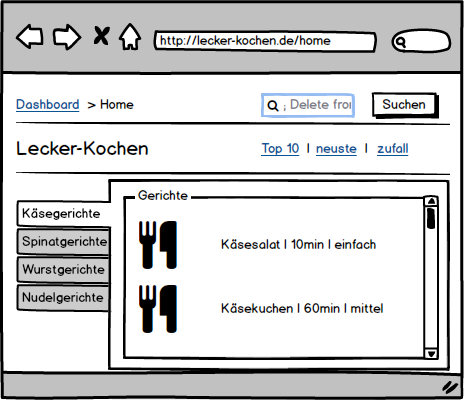 http://lecker-kochen.de/home
Dashboard > Home
; Delete fron
Suchen
Lecker-Kochen
Top 10 | neuste | zufall
Gerichte
Käsegerichte
Spinatgerichte
Wurstgerichte
Nudelgerichte
Käsesalat | 10min | einfach
Käsekuchen | 60min | mittel